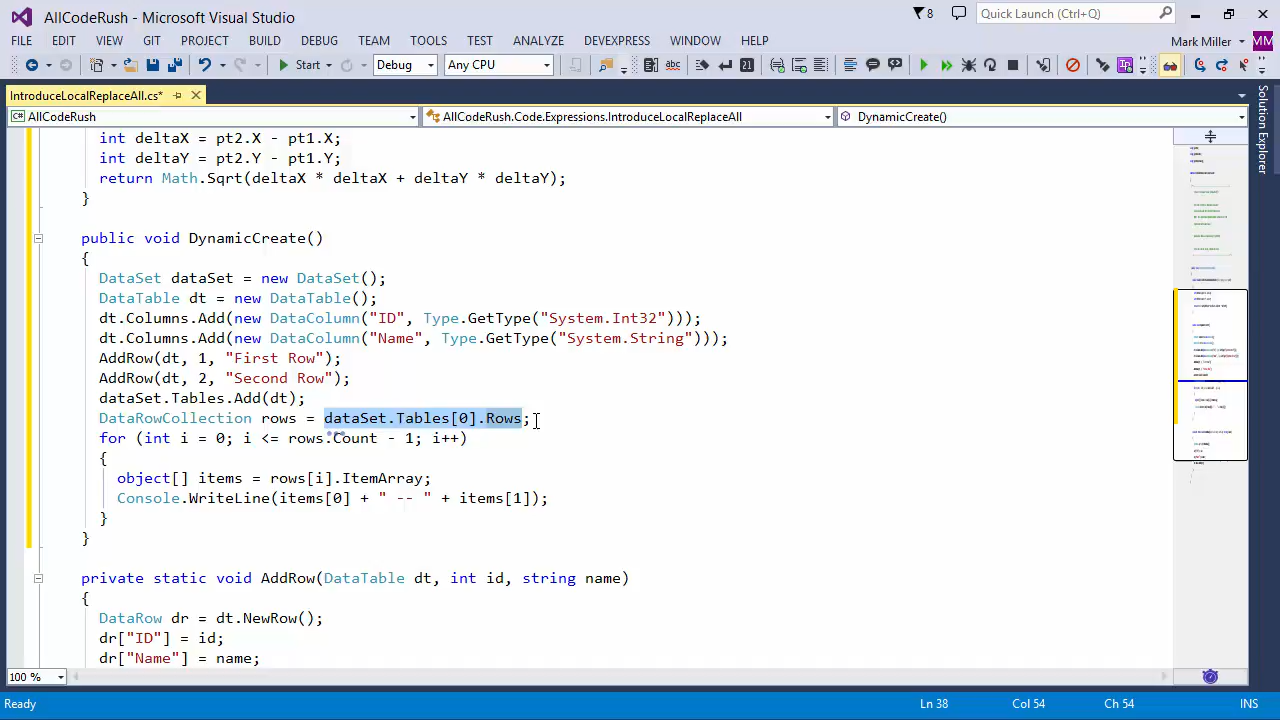 AllCodeRush - Microsoft Visual Studio
8
Quick Launch (Ctrl+Q)
FILE EDIT VIEW GIT PROJECT BUILD DEBUG TEAM TOOLS TEST ANALYZE DEVEXPRESS WINDOW HELP
Mark Miller
MM
Start
Debug
Any CPU
abc
IntroduceLocalReplaceAll.cs*
C# AllCodeRush
AllCodeRush.Code.Expressions.IntroduceLocalReplaceAll
DynamicCreate()
Solution Explorer
int deltaX = pt2.X - pt1.X;
int deltaY = pt2.Y - pt1.Y;
return Math.Sqrt(deltaX * deltaX + deltaY * deltaY);
}
public void DynamicCreate()
{
DataSet dataSet = new DataSet();
DataTable dt = new DataTable();
dt.Columns.Add(new DataColumn("ID", Type.GetType("System.Int32")));
dt.Columns.Add(new DataColumn("Name", Type.GetType("System.String")));
AddRow(dt, 1, "First Row");
AddRow(dt, 2, "Second Row");
dataSet.Tables.Add(dt);
DataRowCollection rows = dataSet.Tables[0]
for (int i = 0; i <= rows.Count - 1; i++)
{
object[] items = rows[i].ItemArray;
Console.WriteLine(items[0] + " -- " + items[1]);
}
}
private static void AddRow(DataTable dt, int id, string name)
{
DataRow dr = dt.NewRow();
dr["ID"] = id;
dr["Name"] = name;
100 %
Ready
Ln 38
Col 54
Ch 54
INS